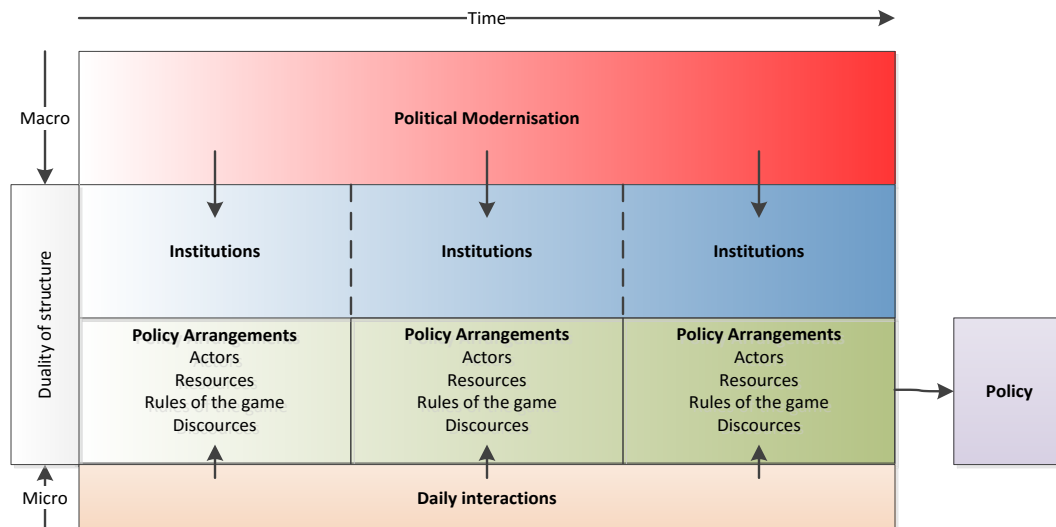 Time
Macro
Political Modernisation
Duality of structure
Institutions
Institutions
Institutions
Policy Arrangements
Actors
Resources
Rules of the game
Discources
Policy Arrangements
Actors
Resources
Rules of the game
Discources
Policy Arrangements
Actors
Resources
Rules of the game
Discources
Policy
Micro
Daily interactions